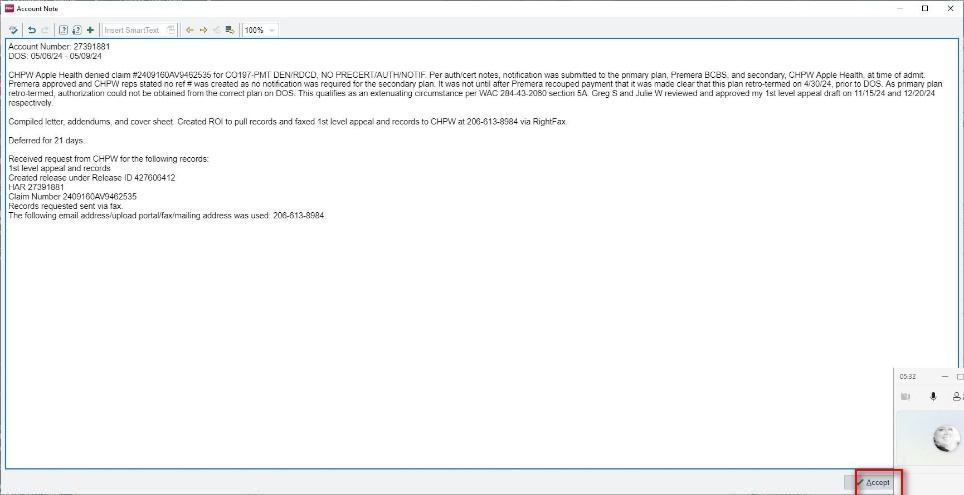 Account Note
Insert SmartText
100%
Account Number: 27391881
DOS: 05/06/24 - 05/09/24
CHPW Apple Health denied claim #2409160AV9462535 for CO197-PMT DEN/RDCD, NO PRECERT/AUTH/NOTIF. Per auth/cert notes, notification was submitted to the primary plan, Premera BCBS, and secondary, CHPW Apple Health, at time of admit.
Premera approved and CHPW reps stated no ref # was created as no notification was required for the secondary plan. It was not until after Premera recouped payment that it was made clear that this plan retro-termed on 4/30/24, prior to DOS. As primary plan
retro-termed, authorization could not be obtained from the correct plan on DOS. This qualifies as an extenuating circumstance per WAC 284-43-2060 section 5A. Greg S and Julie W reviewed and approved my 1st level appeal draft on 11/15/24 and 12/20/24
respectively.
Compiled letter, addendums, and cover sheet. Created ROI to pull records and faxed 1st level appeal and records to CHPW at 206-613-8984 via RightFax.
Deferred for 21 days.
Received request from CHPW for the following records:
1st level appeal and records
Created release under Release ID 427606412
HAR 27391881
Claim Number 2409160AV9462535
Records requested sent via fax.
The following email address/upload portal/fax/mailing address was used: 206-613-8984
05:32
Accept